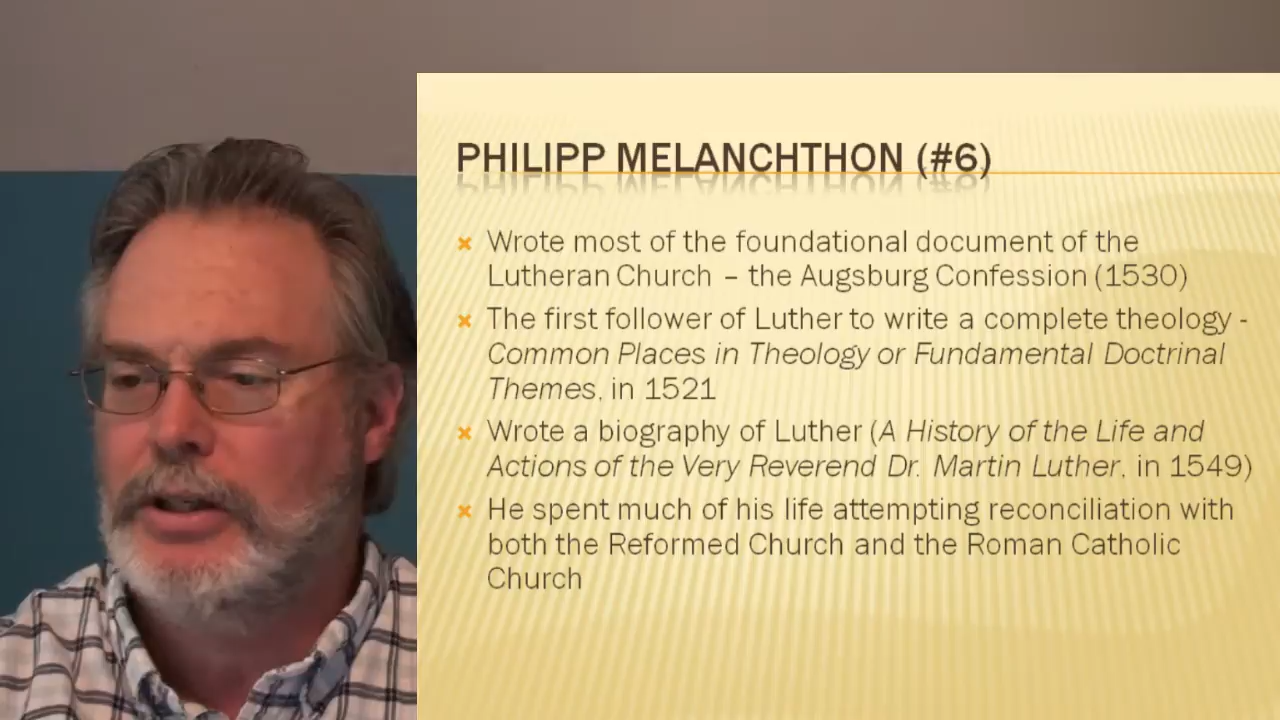 PHILIPP MELANCHTHON (#6)
Wrote most of the foundational document of the
Lutheran Church – the Augsburg Confession (1530)
The first follower of Luther to write a complete theology -
Common Places in Theology or Fundamental Doctrinal
Themes, in 1521
Wrote a biography of Luther (A History of the Life and
Actions of the Very Reverend Dr. Martin Luther, in 1549)
He spent much of his life attempting reconciliation with
both the Reformed Church and the Roman Catholic
Church